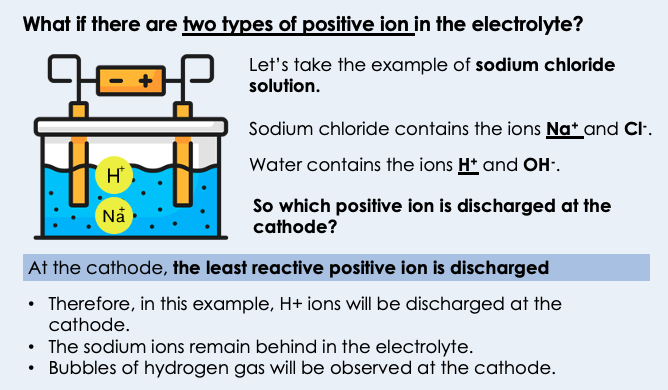 What if there are two types of positive ion in the electrolyte?
- +
H⁺
Na⁺
Let's take the example of sodium chloride
solution.
Sodium chloride contains the ions Na⁺ and Cl⁻.
Water contains the ions H⁺ and OH⁻.
So which positive ion is discharged at the
cathode?
At the cathode, the least reactive positive ion is discharged
• Therefore, in this example, H+ ions will be discharged at the
cathode.
• The sodium ions remain behind in the electrolyte.
• Bubbles of hydrogen gas will be observed at the cathode.